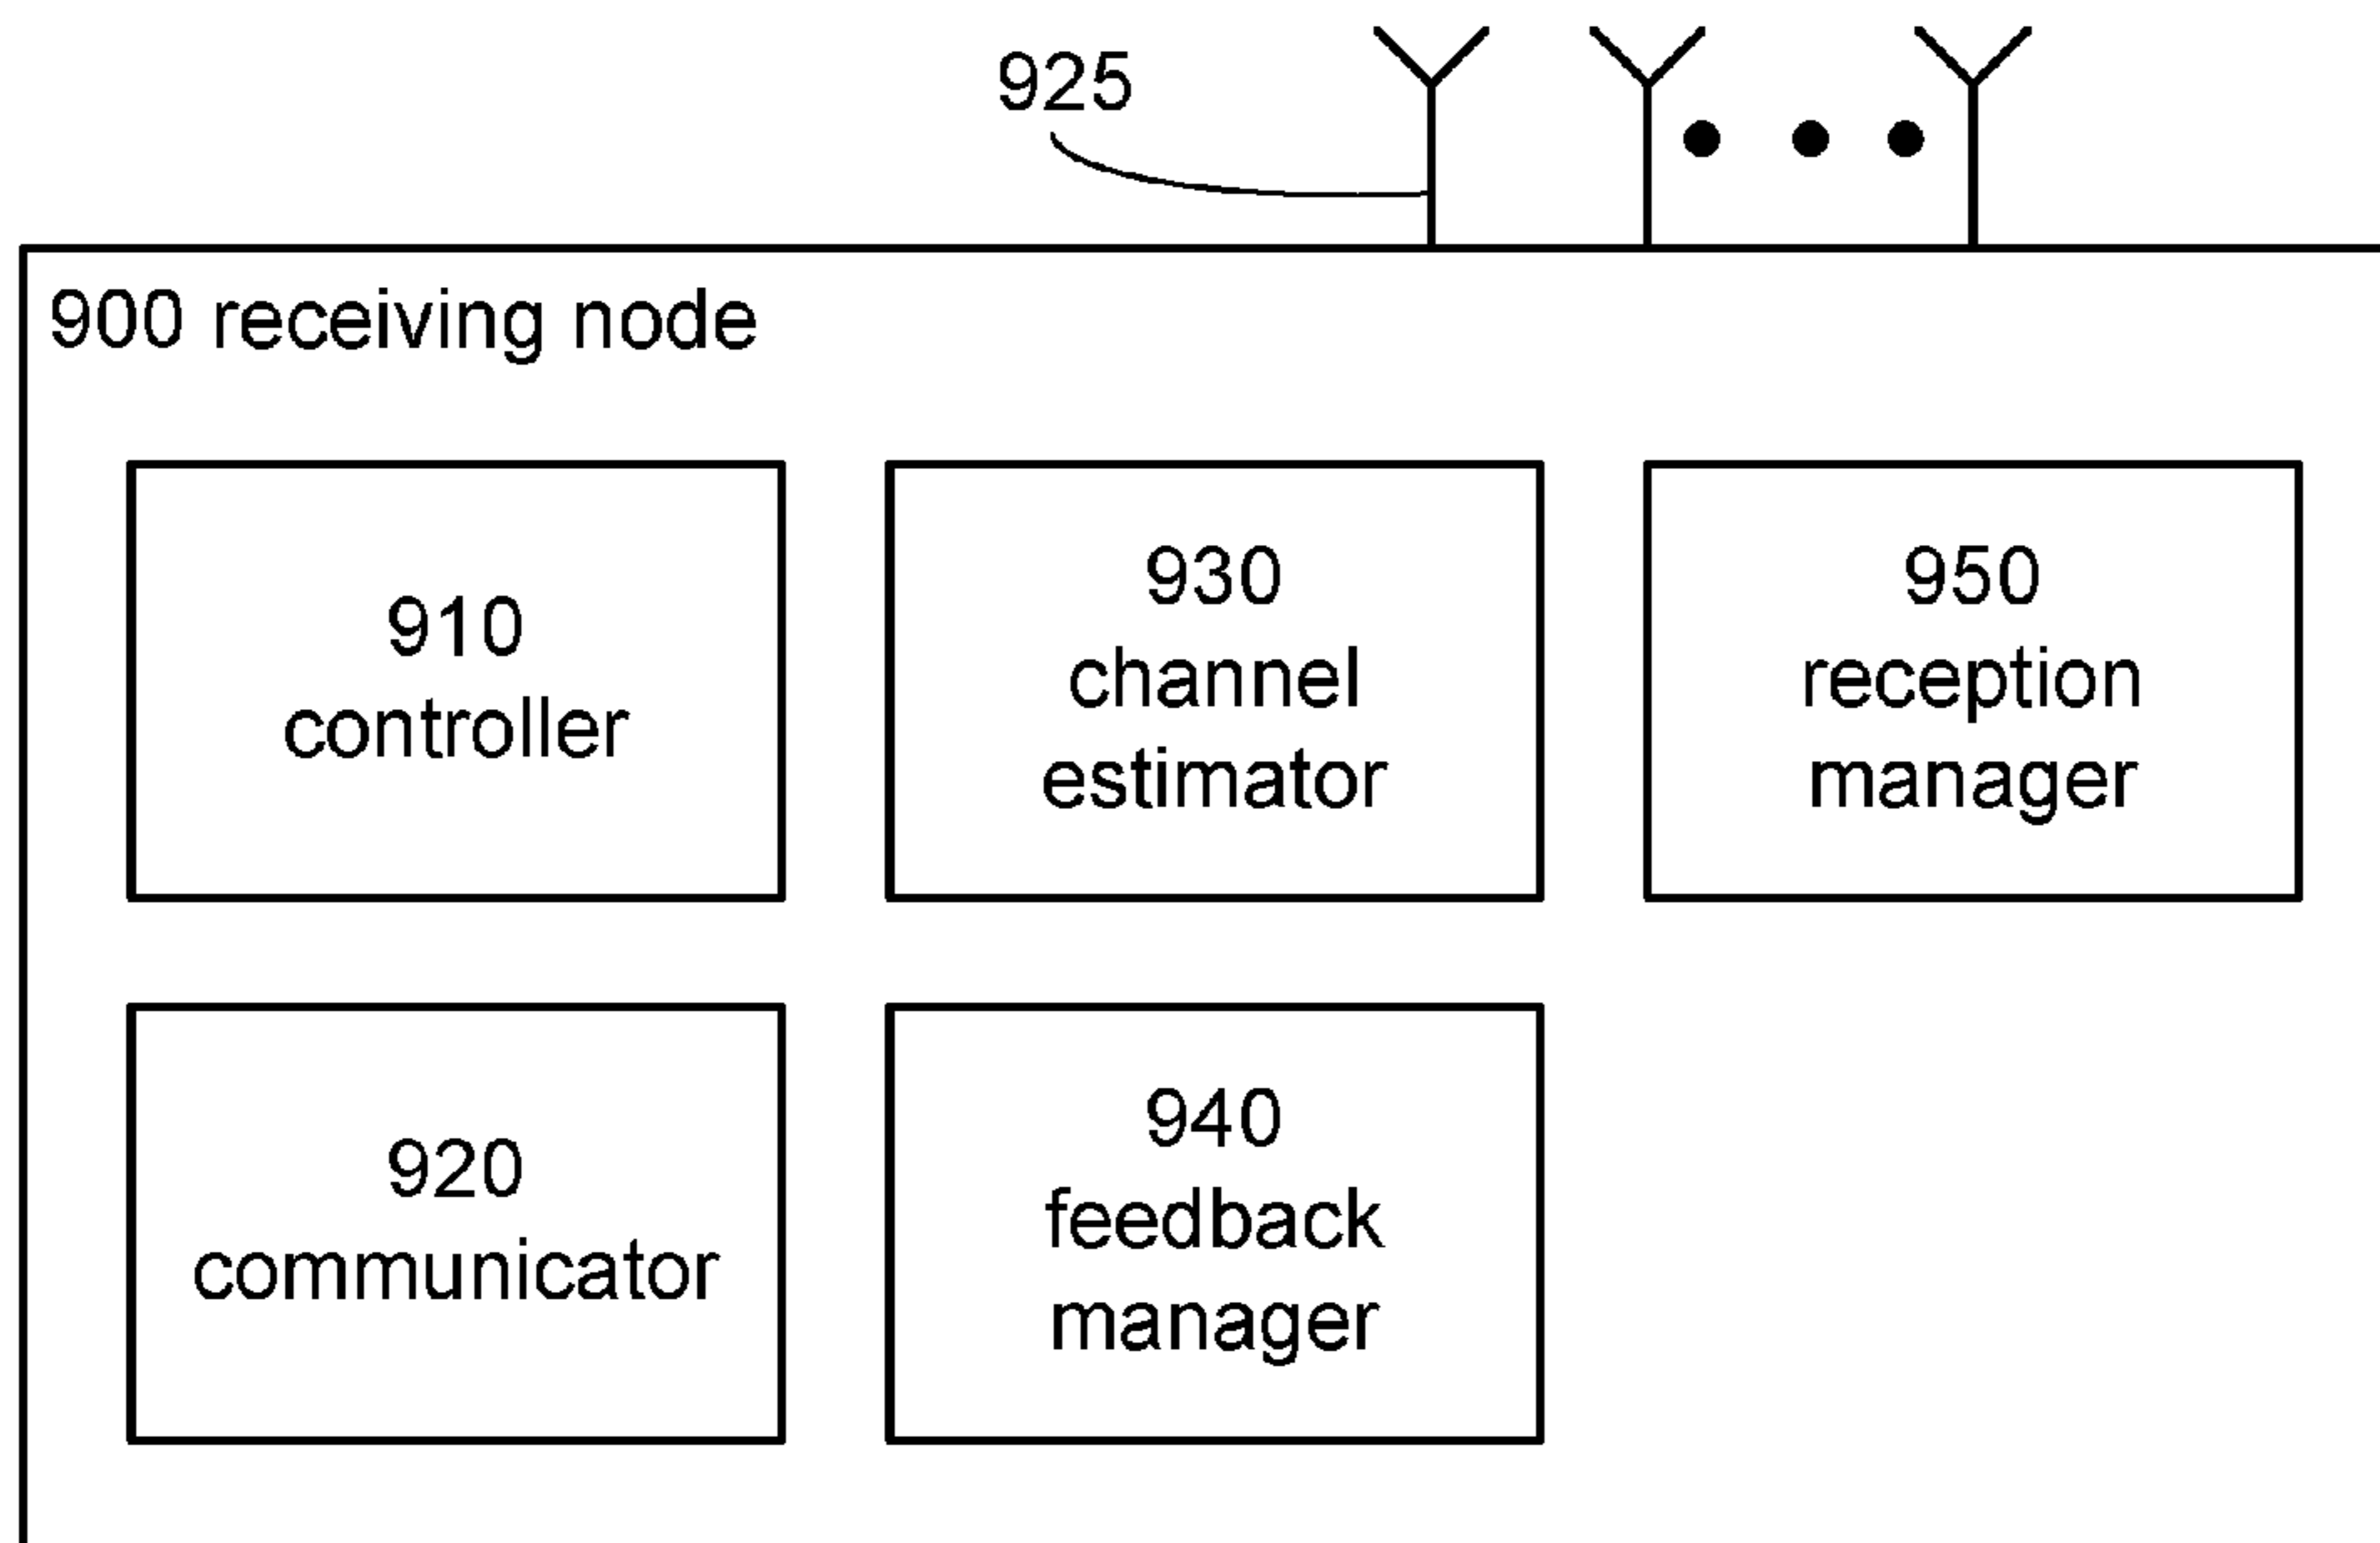 925
900 receiving node
910
controller
930
channel
estimator
950
reception
manager
920
communicator
940
feedback
manager